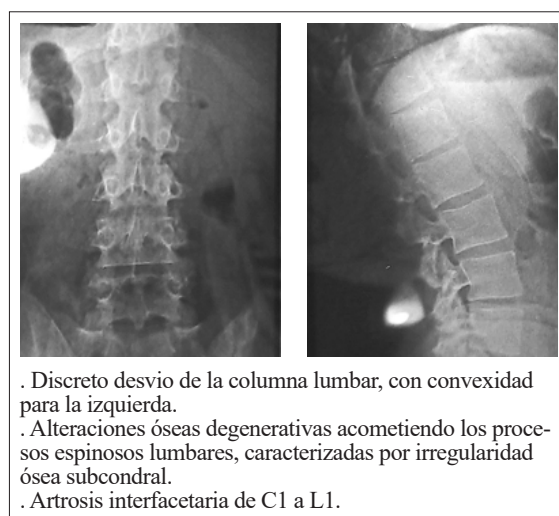 . Discreto desvio de la columna lumbar, con convexidad
para la izquierda.
. Alteraciones óseas degenerativas acometiendo los proce-
sos espinosos lumbares, caracterizadas por irregularidad
ósea subcondral.
. Artrosis interfacetaria de C1 a L1.